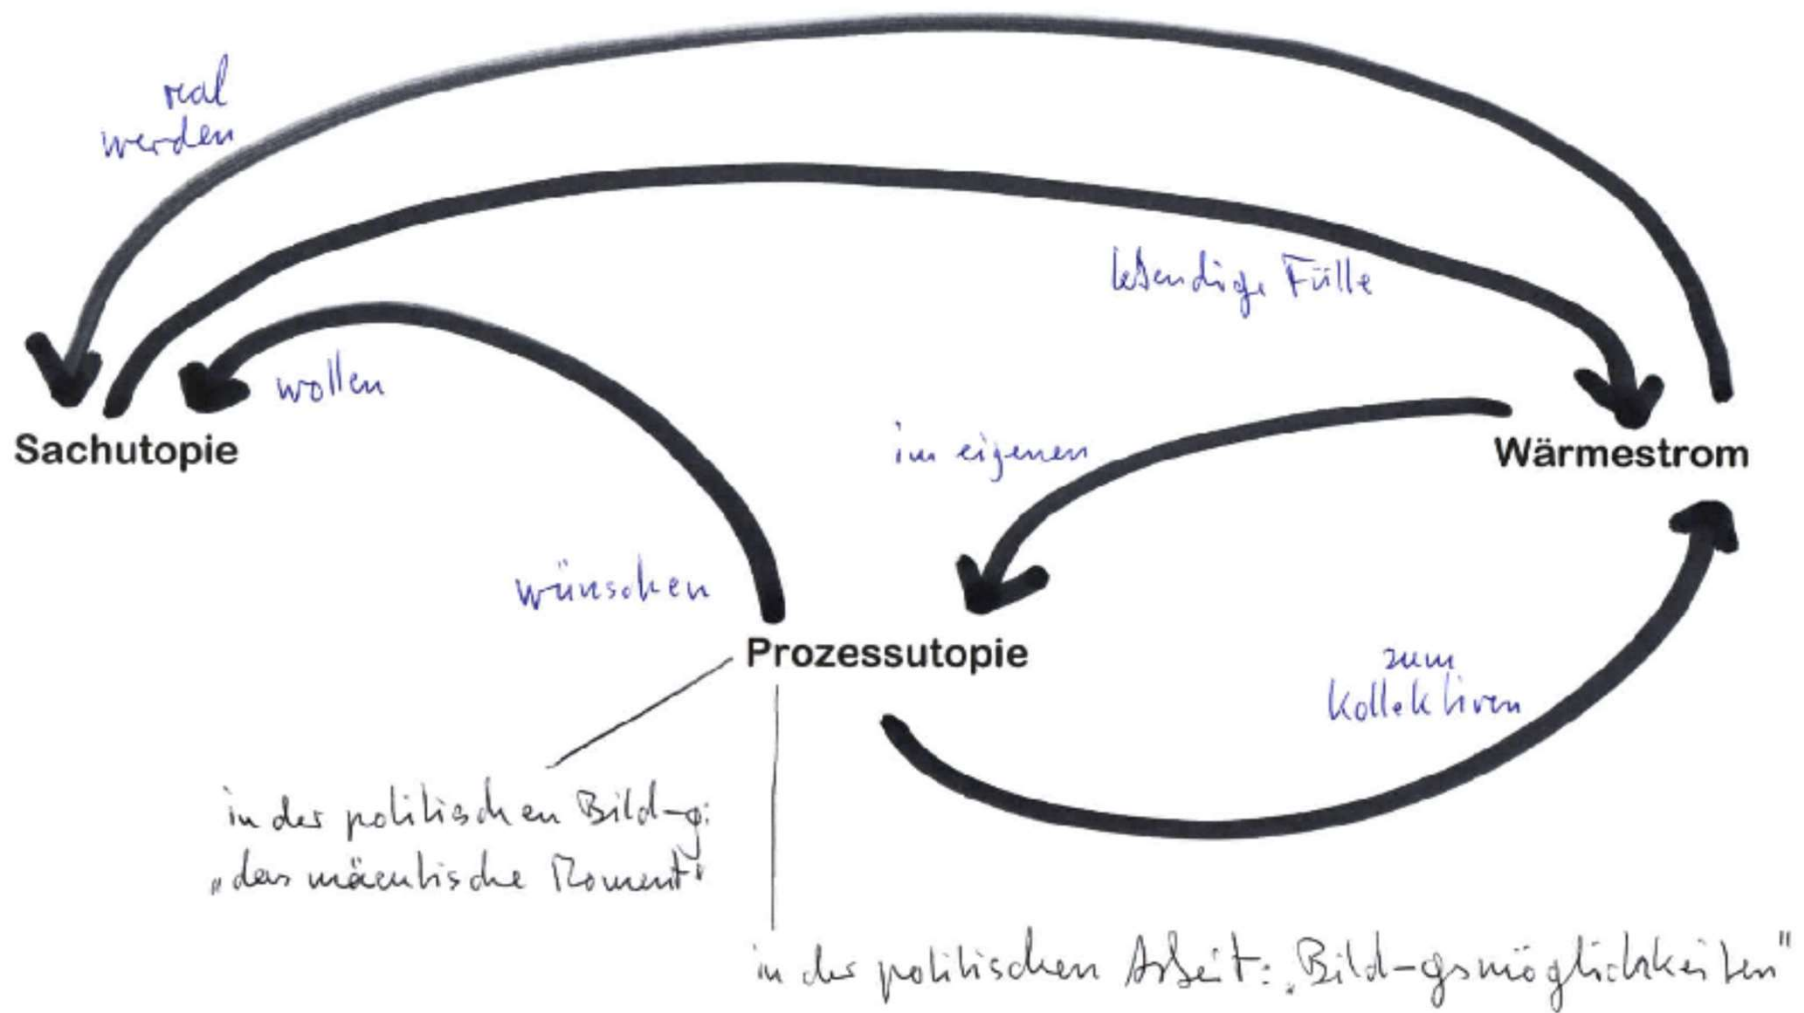 real
werden
lebendige Fülle
wollen
im eigenen
Sachutopie
Wärmestrom
wünschen
Prozessutopie
zum
kollektiven
in der politischen Bild-g:
„das mäeutische Moment"
in der politischen Arbeit: „Bild-gsmöglichkeiten"